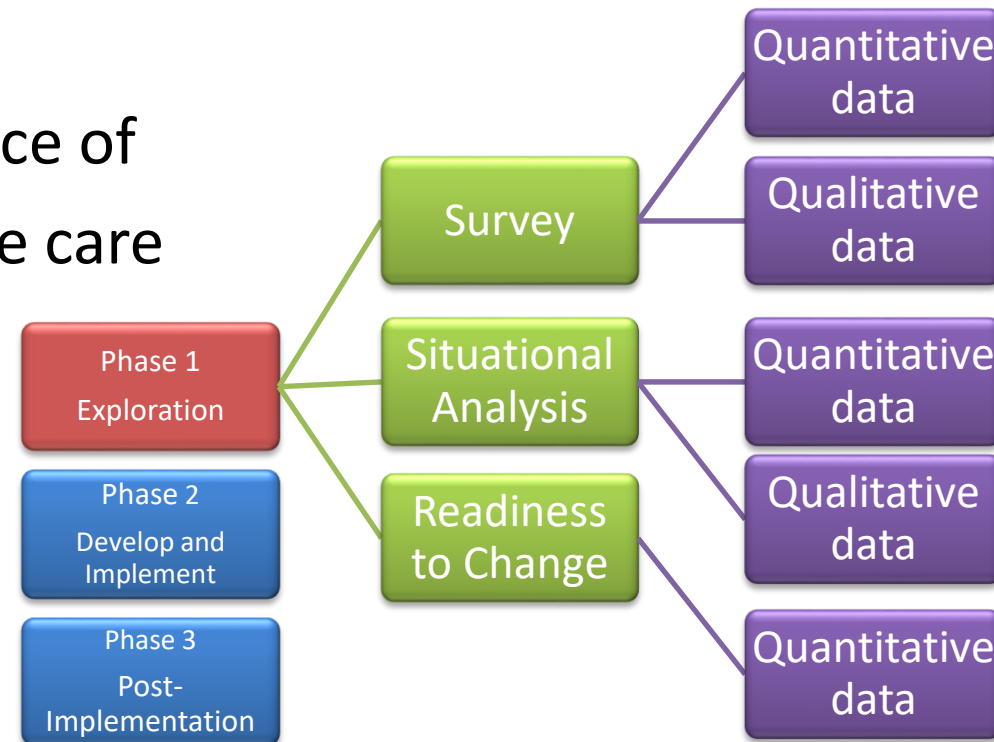 ce of
e care
Phase 1
Exploration
Phase 2
Develop and
Implement
Phase 3
Post-
Implementation
Survey
Situational
Analysis
Readiness
to Change
Quantitative
data
Qualitative
data
Quantitative
data
Qualitative
data
Quantitative
data